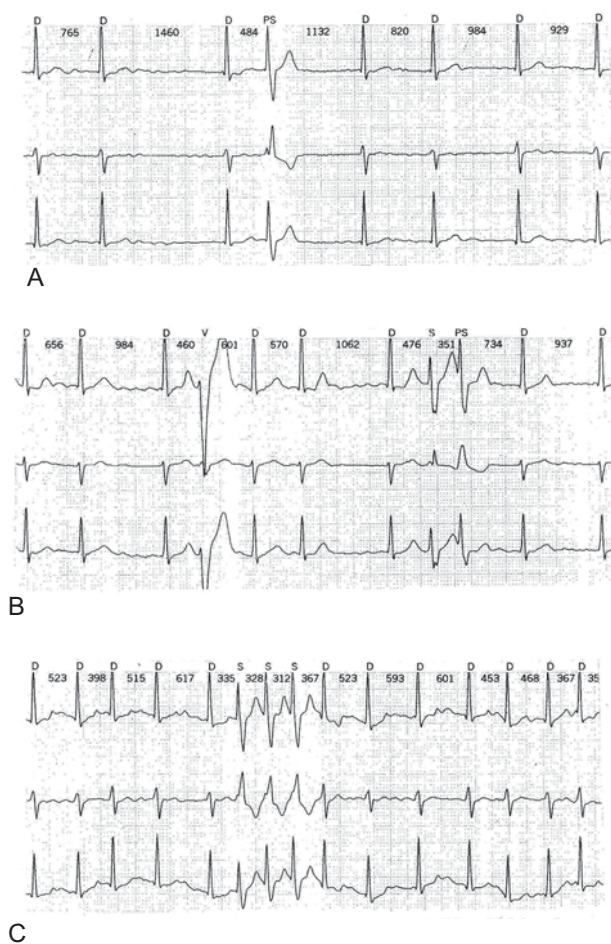 D D D PS D D D D
765 1460 484 1132 820 984 929
A
D D D V D D D S PS D D
656 984 460 601 570 1062 476 351 734 937
B
D D D D D S S S D D D D D D D
523 398 515 617 335 328 312 367 523 593 601 453 468 367 35
C